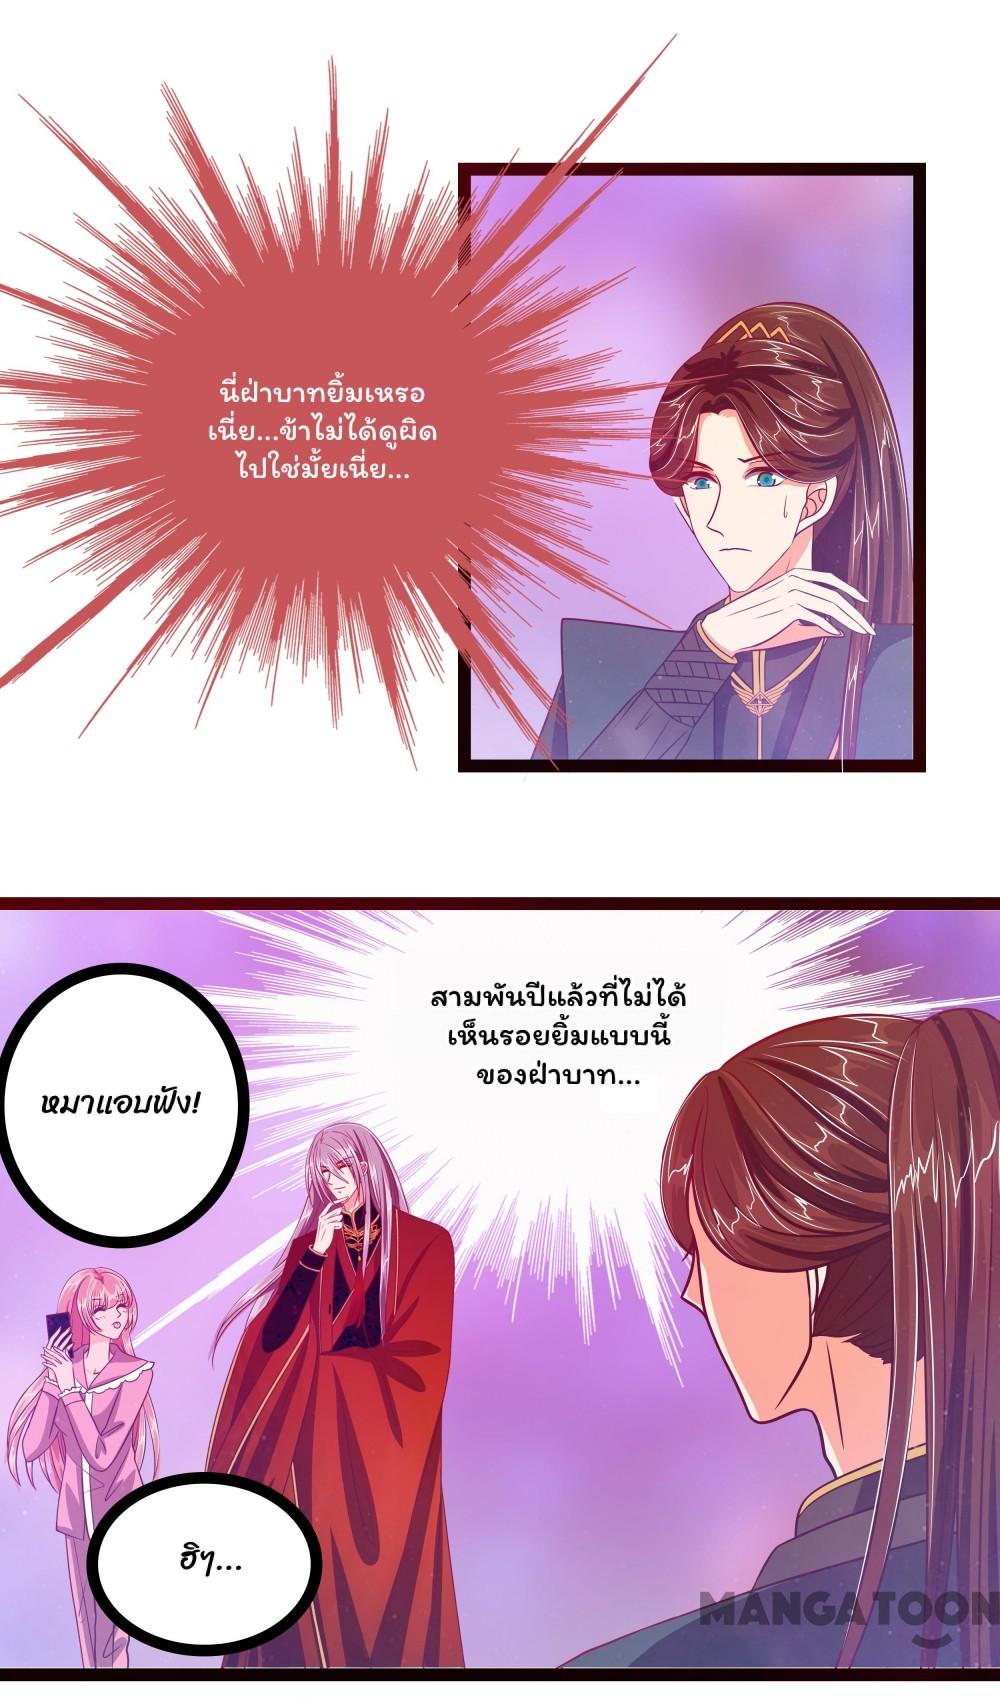 นี่ฝ่าบาทยิ้มเหรอ
เนี่ย...ข้าไม่ได้ดูผิด
ไปใช่มั้ยเนี่ย...
สามพันปีแล้วที่ไม่ได้
เห็นรอยยิ้มแบบนี้
ของฝ่าบาท...
หมาแอบฟัง!
ฮิๆ...
MANGATOON